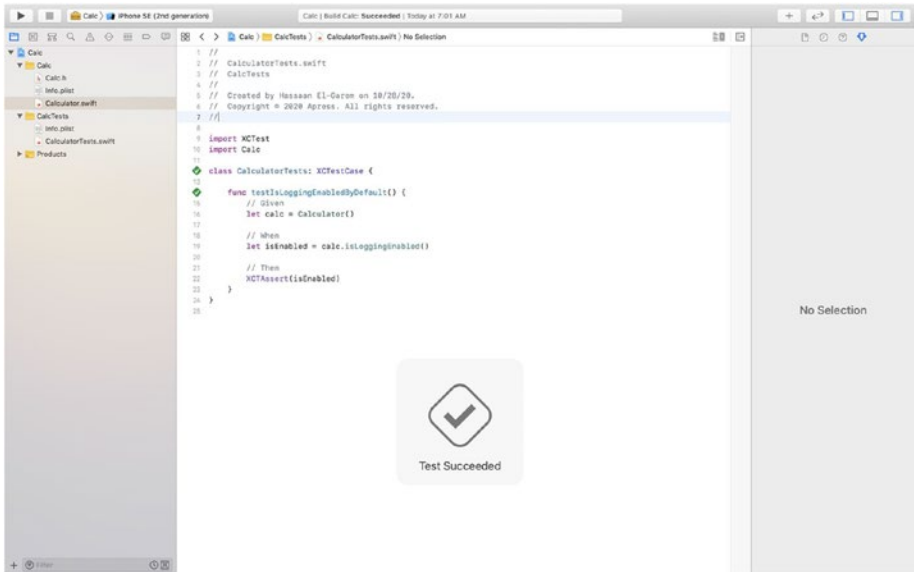 Calc
iPhone SE (2nd generation)
Calc | Build Calc: Succeeded | Today at 7:01 AM
Calc
Calc
Calc.h
Info.plist
Calculator.swift
CalcTests
Info.plist
CalculatorTests.swift
Products
Filter
Calc
CalcTests
CalculatorTests.swift
No Selection
1 //
2 // CalculatorTests.swift
3 // CalcTests
4 //
5 // Created by Hassaan El-Garem on 10/28/20.
6 // Copyright © 2020 Apress. All rights reserved.
7 //
8
9 import XCTest
10 import Calc
11
class CalculatorTests: XCTestCase {
13
func testIsLoggingEnabledByDefault() {
15 // Given
16 let calc = Calculator()
17
18 // When
19 let isEnabled = calc.isLoggingEnabled()
20
21 // Then
22 XCTAssert(isEnabled)
23 }
24 }
25
Test Succeeded
No Selection